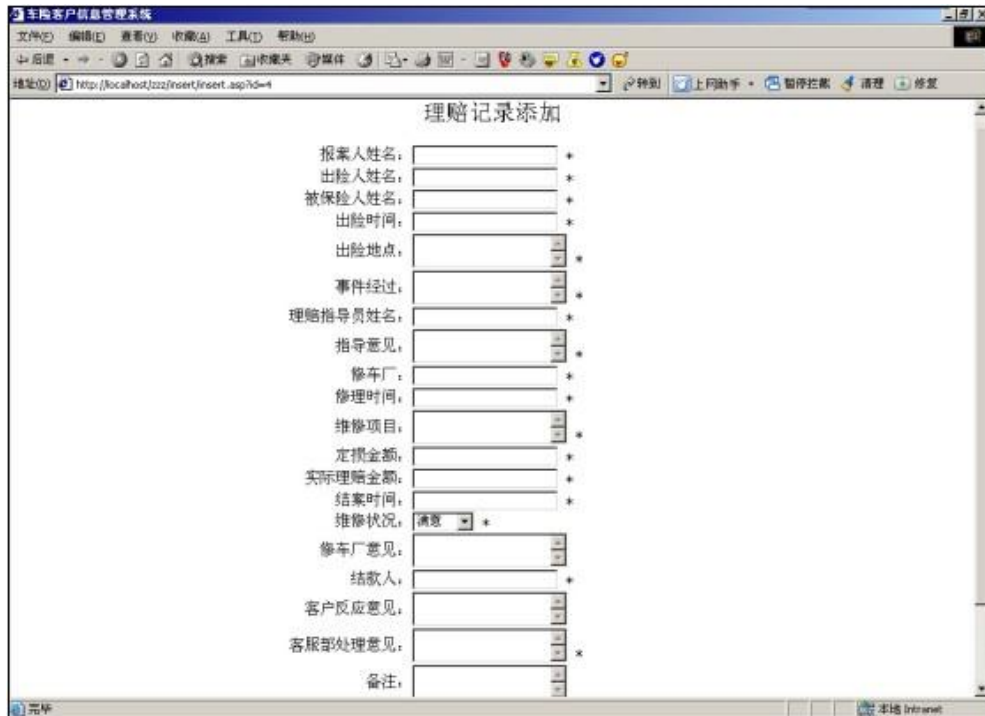 车险客户信息管理系统
文件(F) 编辑(E) 查看(V) 收藏(A) 工具(T) 帮助(H)
后退 搜索 收藏夹 媒体
地址(D) http://localhost/zzz/insert/insert.asp?id=4 转到 上网助手 暂停拦截 清理 修复
理赔记录添加
报案人姓名: *
出险人姓名: *
被保险人姓名: *
出险时间: *
出险地点: *
事件经过: *
理赔指导员姓名: *
指导意见: *
修车厂: *
修理时间: *
维修项目: *
定损金额: *
实际理赔金额: *
结案时间: *
维修状况: 满意 *
修车厂意见:
结款人: *
客户反应意见:
客服部处理意见: *
备注:
完毕 本地 Intranet